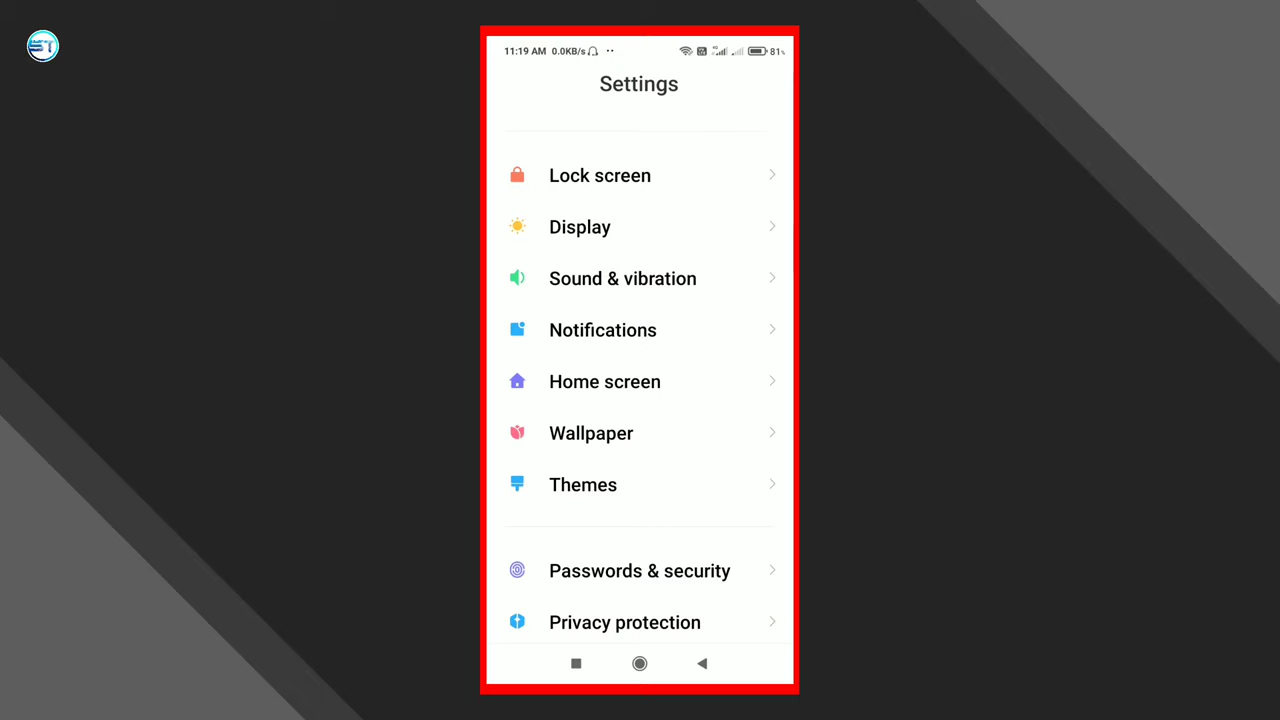 ST
11:19 AM 0.0KB/s
81%
Settings
Lock screen
Display
Sound & vibration
Notifications
Home screen
Wallpaper
Themes
Passwords & security
Privacy protection